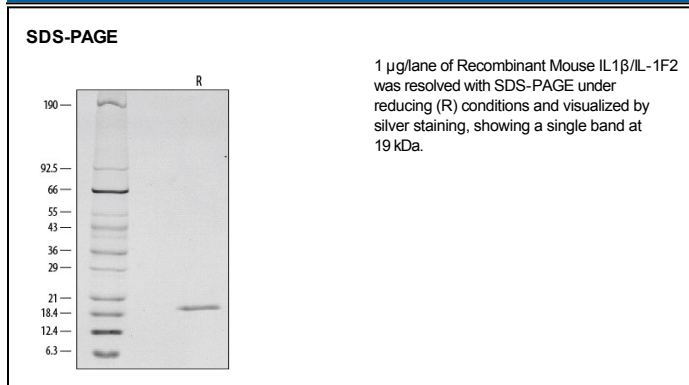 SDS-PAGE
R
190
92.5
66
55
43
36
29
21
18.4
12.4
6.3
1 µg/lane of Recombinant Mouse IL1β/IL-1F2
was resolved with SDS-PAGE under
reducing (R) conditions and visualized by
silver staining, showing a single band at
19 kDa.